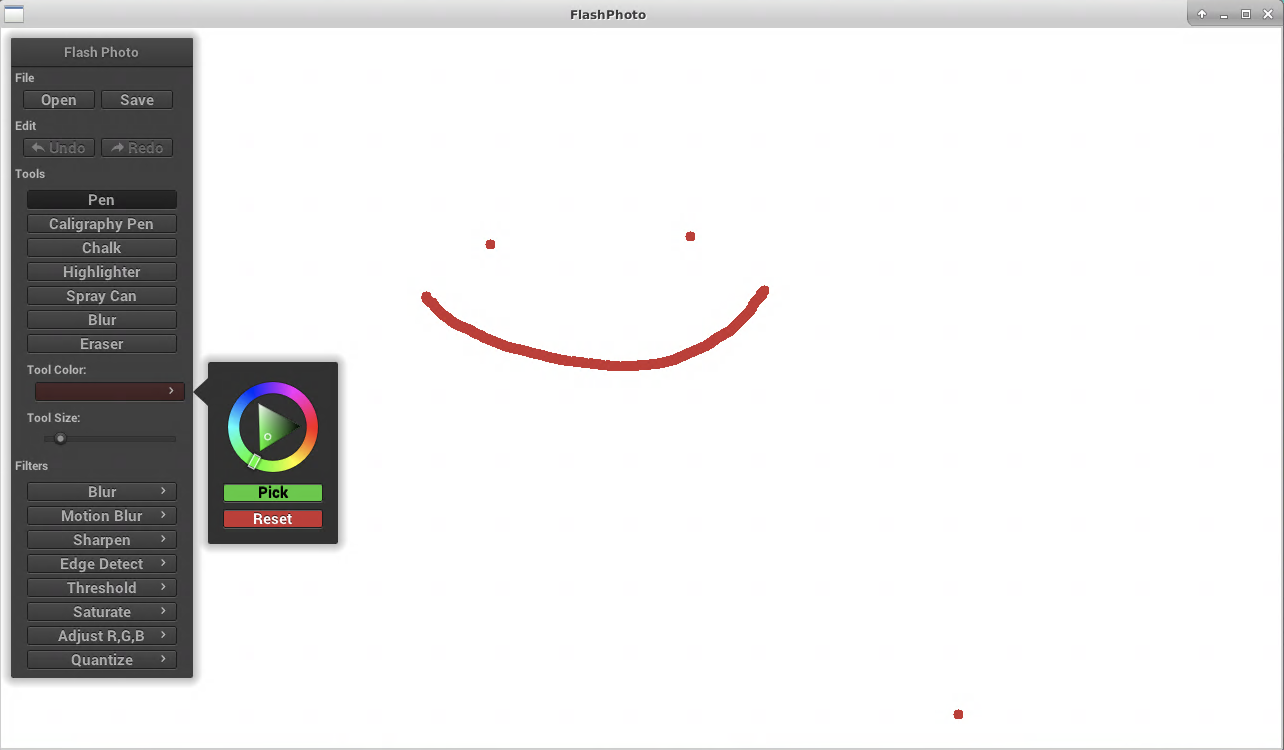 FlashPhoto
Flash Photo
File
Open Save
Edit
Undo Redo
Tools
Pen
Caligraphy Pen
Chalk
Highlighter
Spray Can
Blur
Eraser
Tool Color:
Tool Size:
Filters
Blur
Motion Blur
Sharpen
Edge Detect
Threshold
Saturate
Adjust R,G,B
Quantize
Pick
Reset